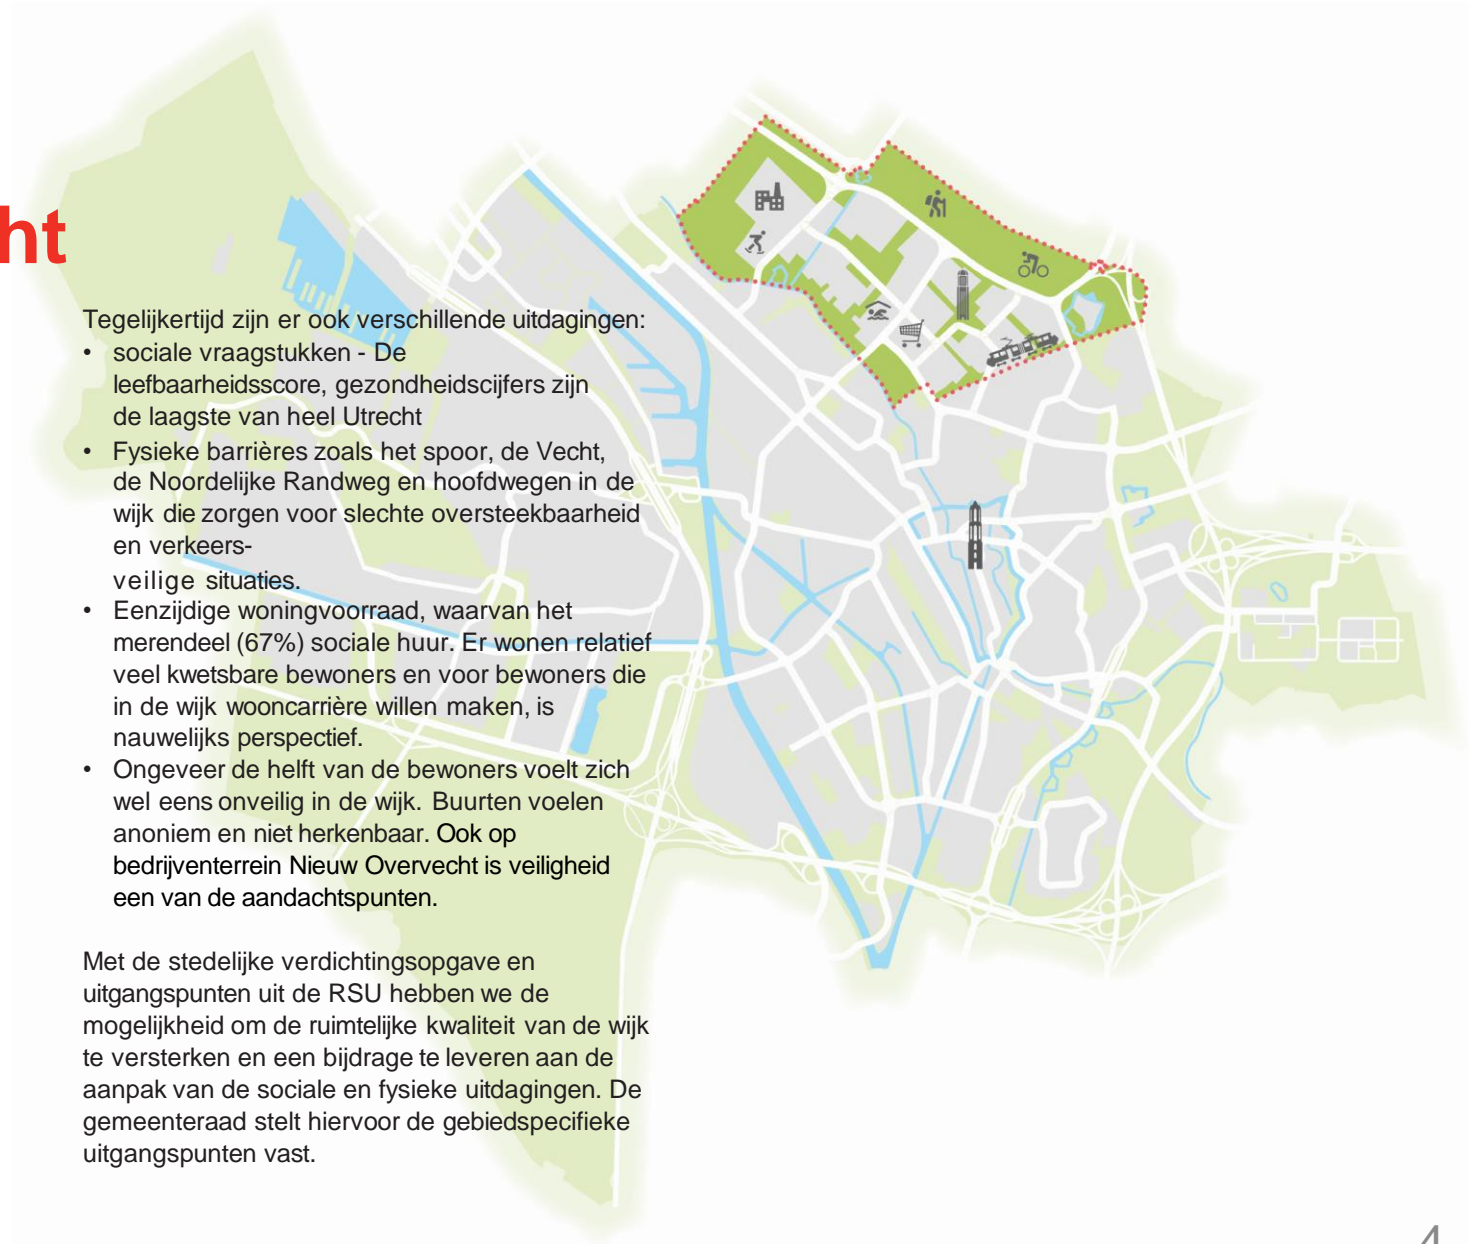 ht
Tegelijkertijd zijn er ook verschillende uitdagingen:
• sociale vraagstukken - De
leefbaarheidsscore, gezondheidscijfers zijn
de laagste van heel Utrecht
• Fysieke barrières zoals het spoor, de Vecht,
de Noordelijke Randweg en hoofdwegen in de
wijk die zorgen voor slechte oversteekbaarheid
en verkeers-
veilige situaties.
• Eenzijdige woningvoorraad, waarvan het
merendeel (67%) sociale huur. Er wonen relatief
veel kwetsbare bewoners en voor bewoners die
in de wijk wooncarrière willen maken, is
nauwelijks perspectief.
• Ongeveer de helft van de bewoners voelt zich
wel eens onveilig in de wijk. Buurten voelen
anoniem en niet herkenbaar. Ook op
bedrijventerrein Nieuw Overvecht is veiligheid
een van de aandachtspunten.
Met de stedelijke verdichtingsopgave en
uitgangspunten uit de RSU hebben we de
mogelijkheid om de ruimtelijke kwaliteit van de wijk
te versterken en een bijdrage te leveren aan de
aanpak van de sociale en fysieke uitdagingen. De
gemeenteraad stelt hiervoor de gebiedspecifieke
uitgangspunten vast.
4